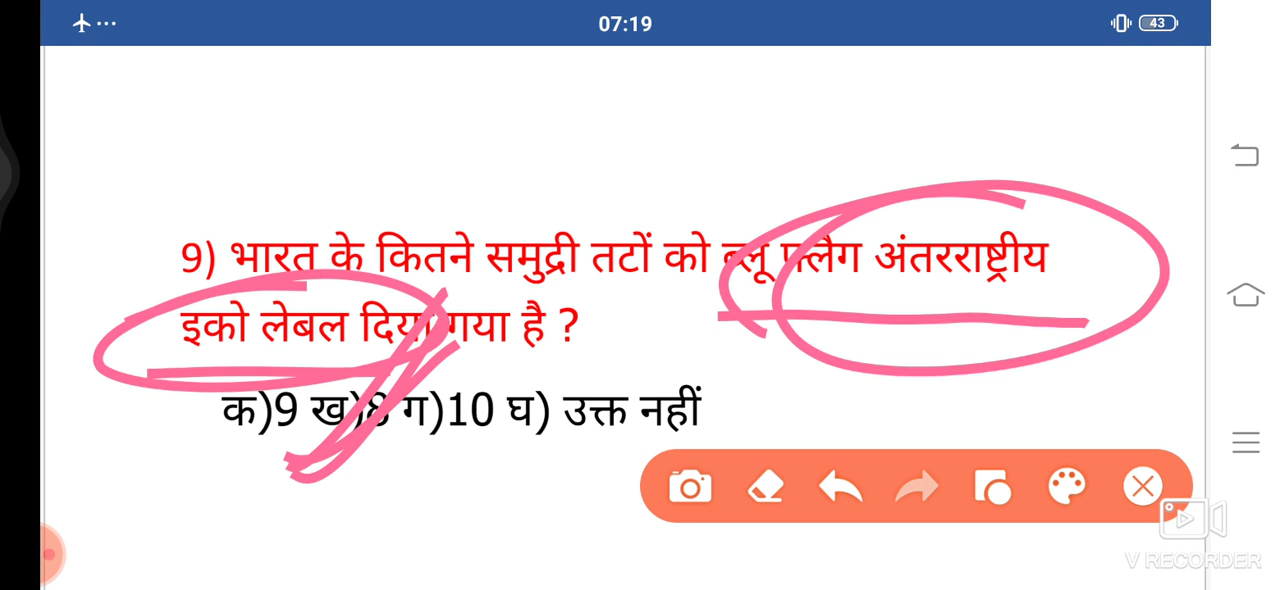 07:19
43
9) भारत के कितने समुद्री तटों को ब्लू फ्लैग अंतरराष्ट्रीय
इको लेबल दिया गया है ?
क)9 ख)8 ग)10 घ) उक्त नहीं
V RECORDER